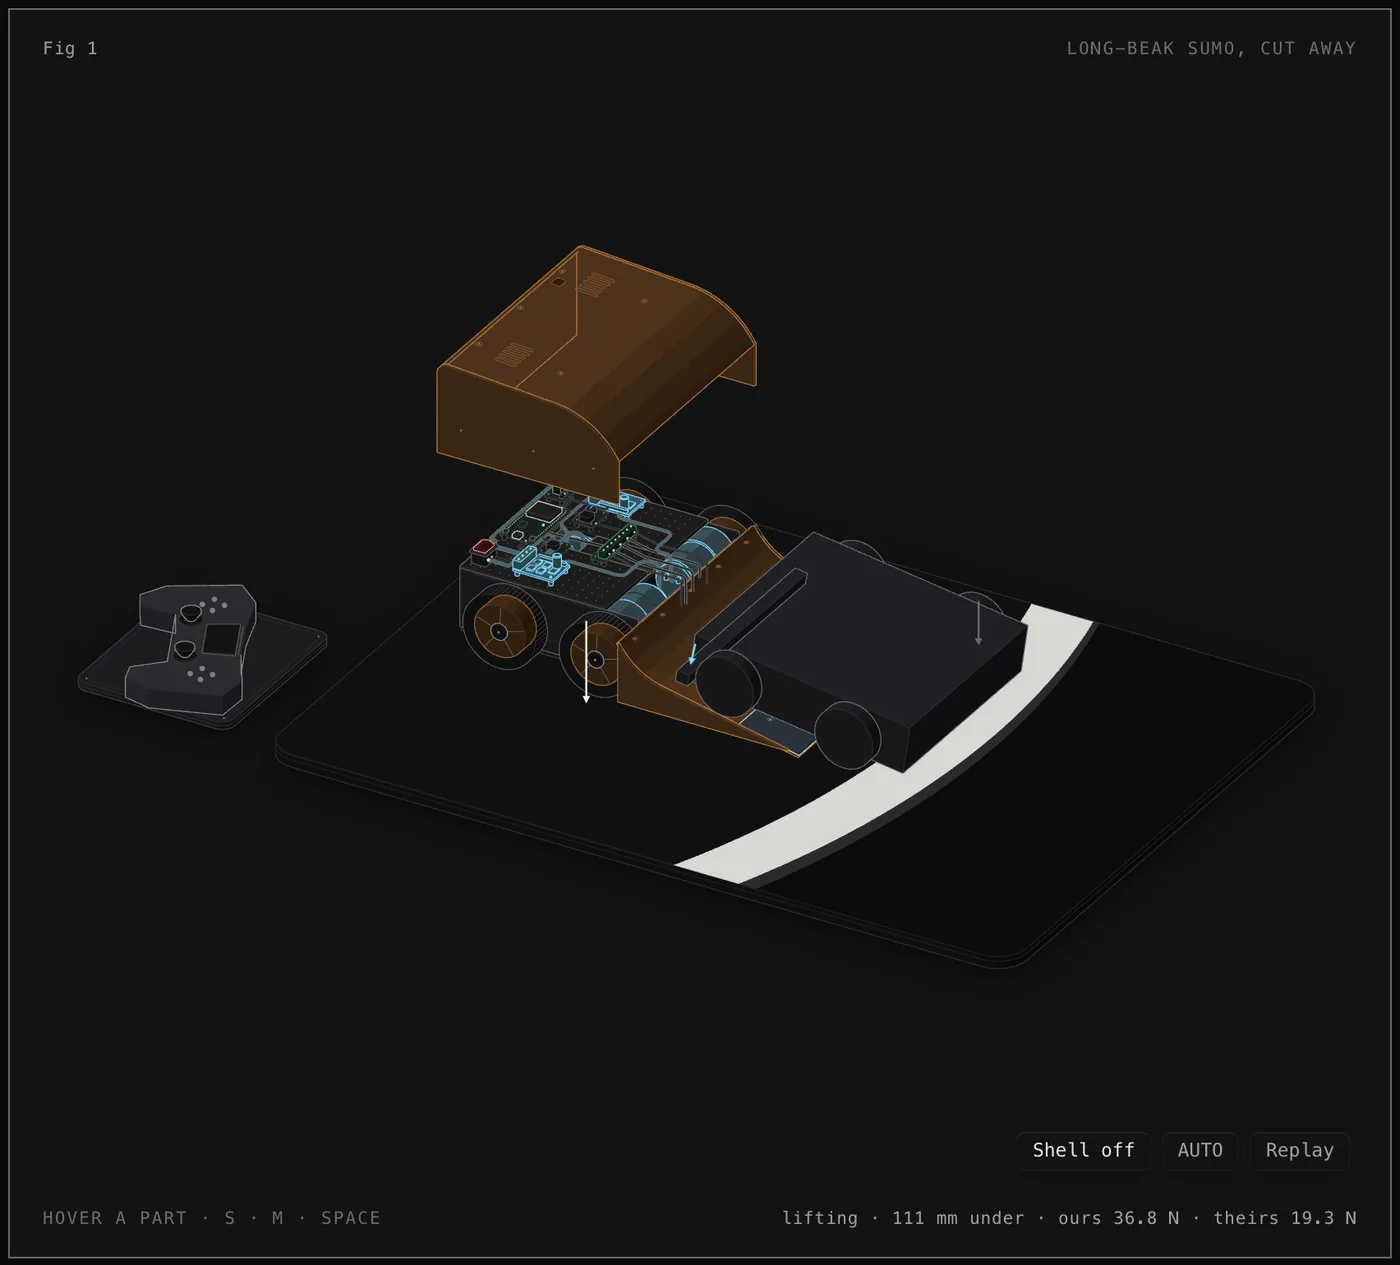 Fig 1
LONG-BEAK SUMO, CUT AWAY
Shell off
AUTO
Replay
HOVER A PART · S · M · SPACE
lifting · 111 mm under · ours 36.8 N · theirs 19.3 N